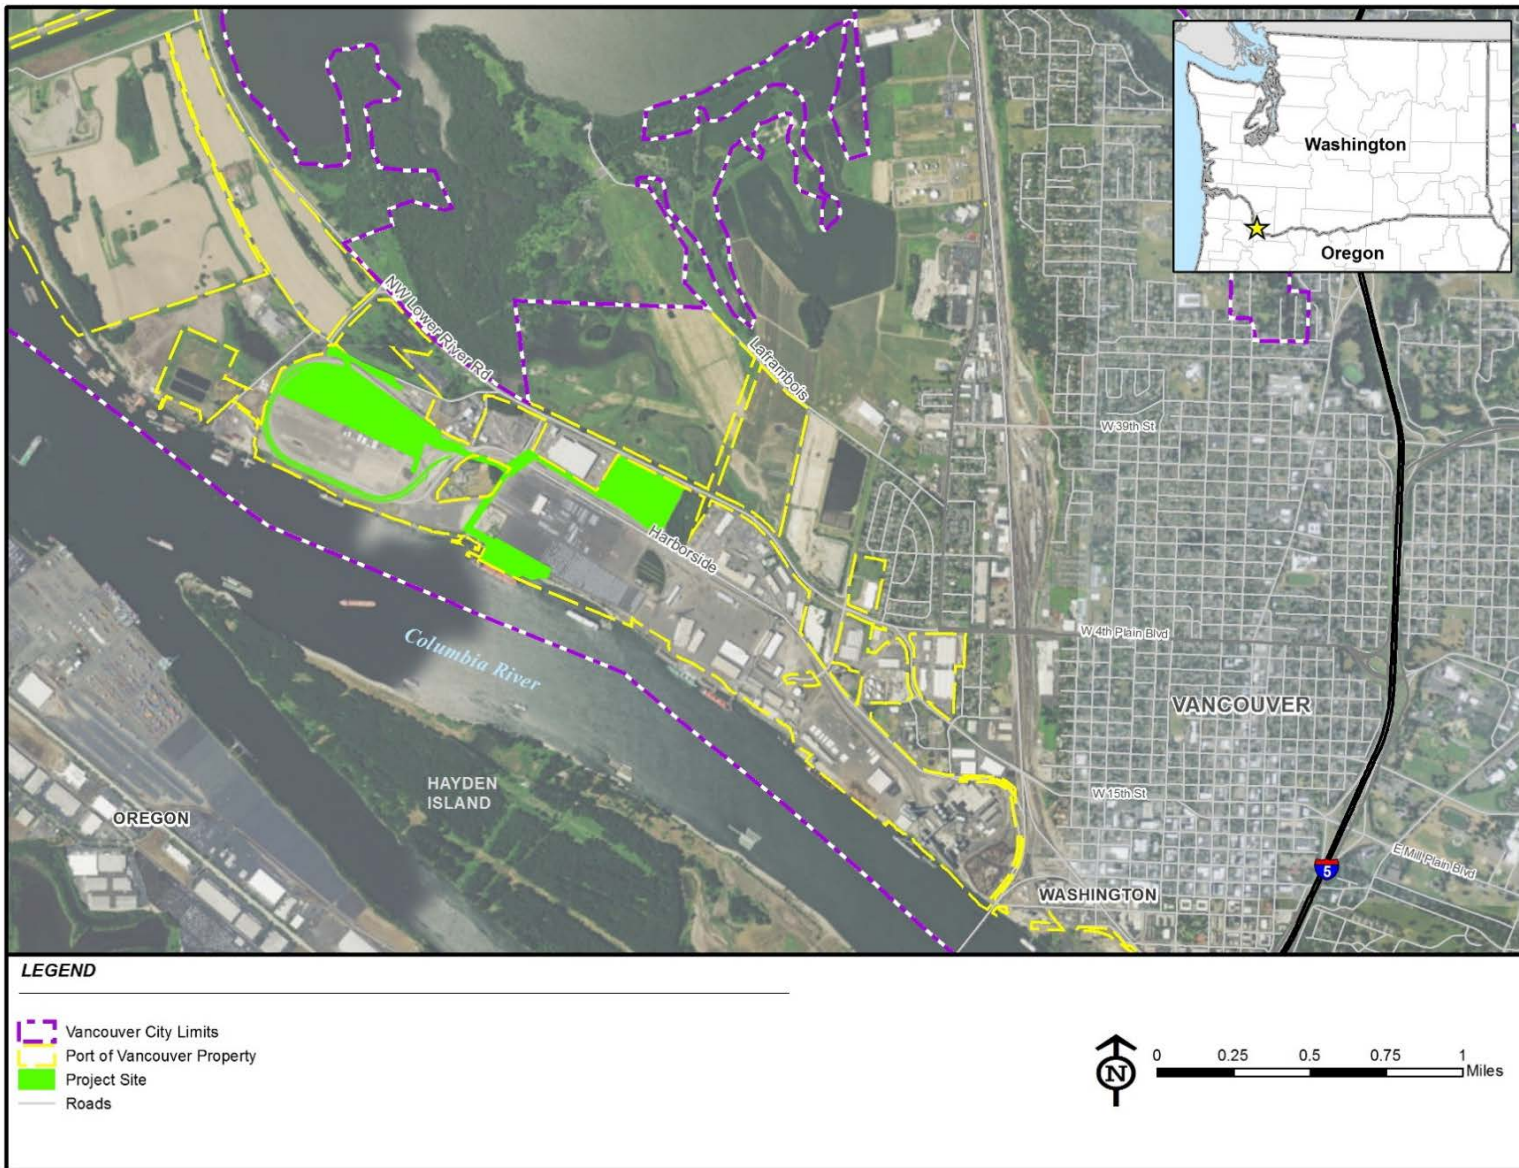 Washington
Oregon
NW Lower River Rd
Laframbois
W 39th St
Harborside
W 4th Plain Blvd
Columbia River
VANCOUVER
HAYDEN
ISLAND
W 15th St
OREGON
E Mill Plain Blvd
5
WASHINGTON
LEGEND
Vancouver City Limits
Port of Vancouver Property
Project Site
Roads
N
0 0.25 0.5 0.75 1
Miles